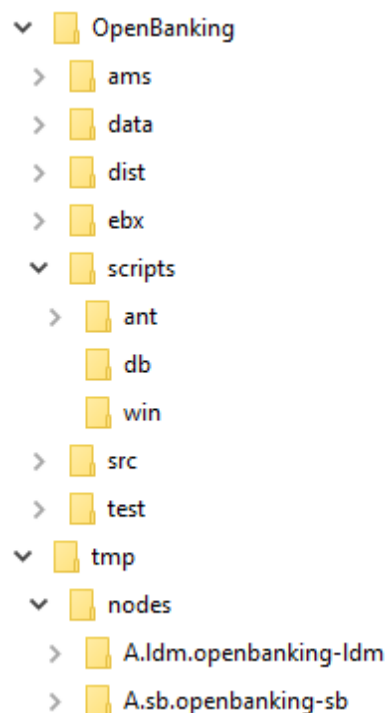 OpenBanking
ams
data
dist
ebx
scripts
ant
db
win
src
test
tmp
nodes
A.ldm.openbanking-ldm
A.sb.openbanking-sb